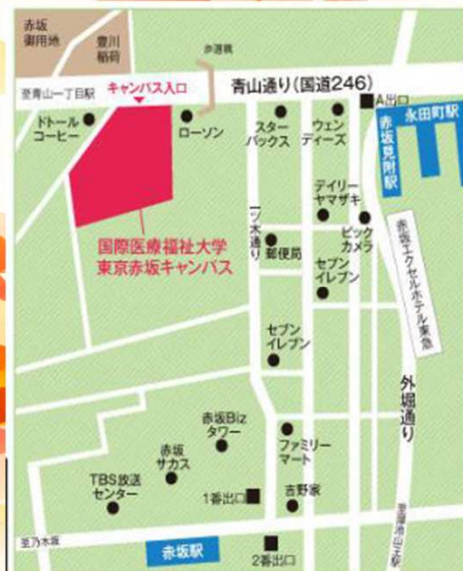 赤坂
御用地
豊川
稲荷
歩道橋
至青山一丁目駅
キャンパス入口
青山通り(国道246)
A出口
永田町駅
赤坂見附駅
ドトール
コーヒー
ローソン
スター
バックス
ウェン
ディーズ
デイリー
ヤマザキ
一ツ木通り
ビック
カメラ
国際医療福祉大学
東京赤坂キャンパス
郵便局
セブン
イレブン
赤坂エクセルホテル東急
セブン
イレブン
外堀通り
赤坂Biz
タワー
ファミリー
マート
赤坂
サカス
TBS放送
センター
1番出口
吉野家
至溜池山王駅
至乃木坂
赤坂駅
2番出口